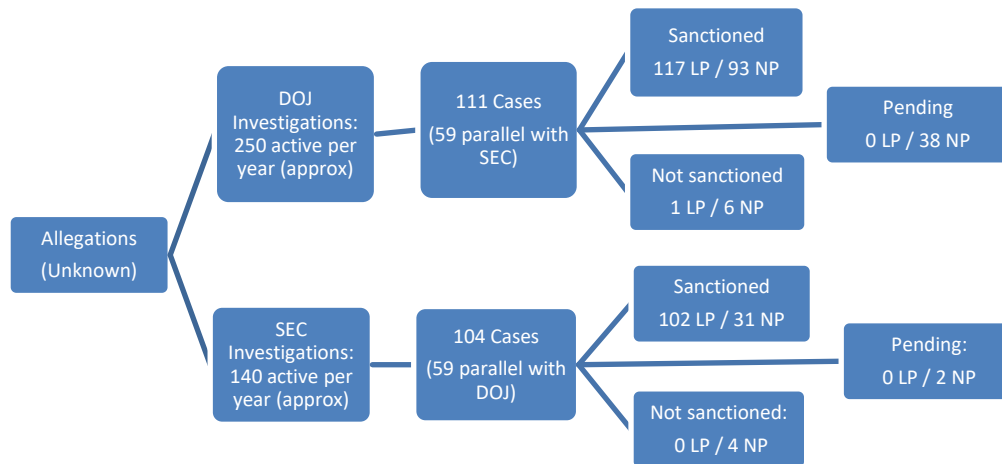 Allegations
(Unknown)
DOJ
Investigations:
250 active per
year (approx)
111 Cases
(59 parallel with
SEC)
Sanctioned
117 LP / 93 NP
Pending
0 LP / 38 NP
Not sanctioned
1 LP / 6 NP
SEC
Investigations:
140 active per
year (approx)
104 Cases
(59 parallel with
DOJ)
Sanctioned
102 LP / 31 NP
Pending:
0 LP / 2 NP
Not sanctioned:
0 LP / 4 NP